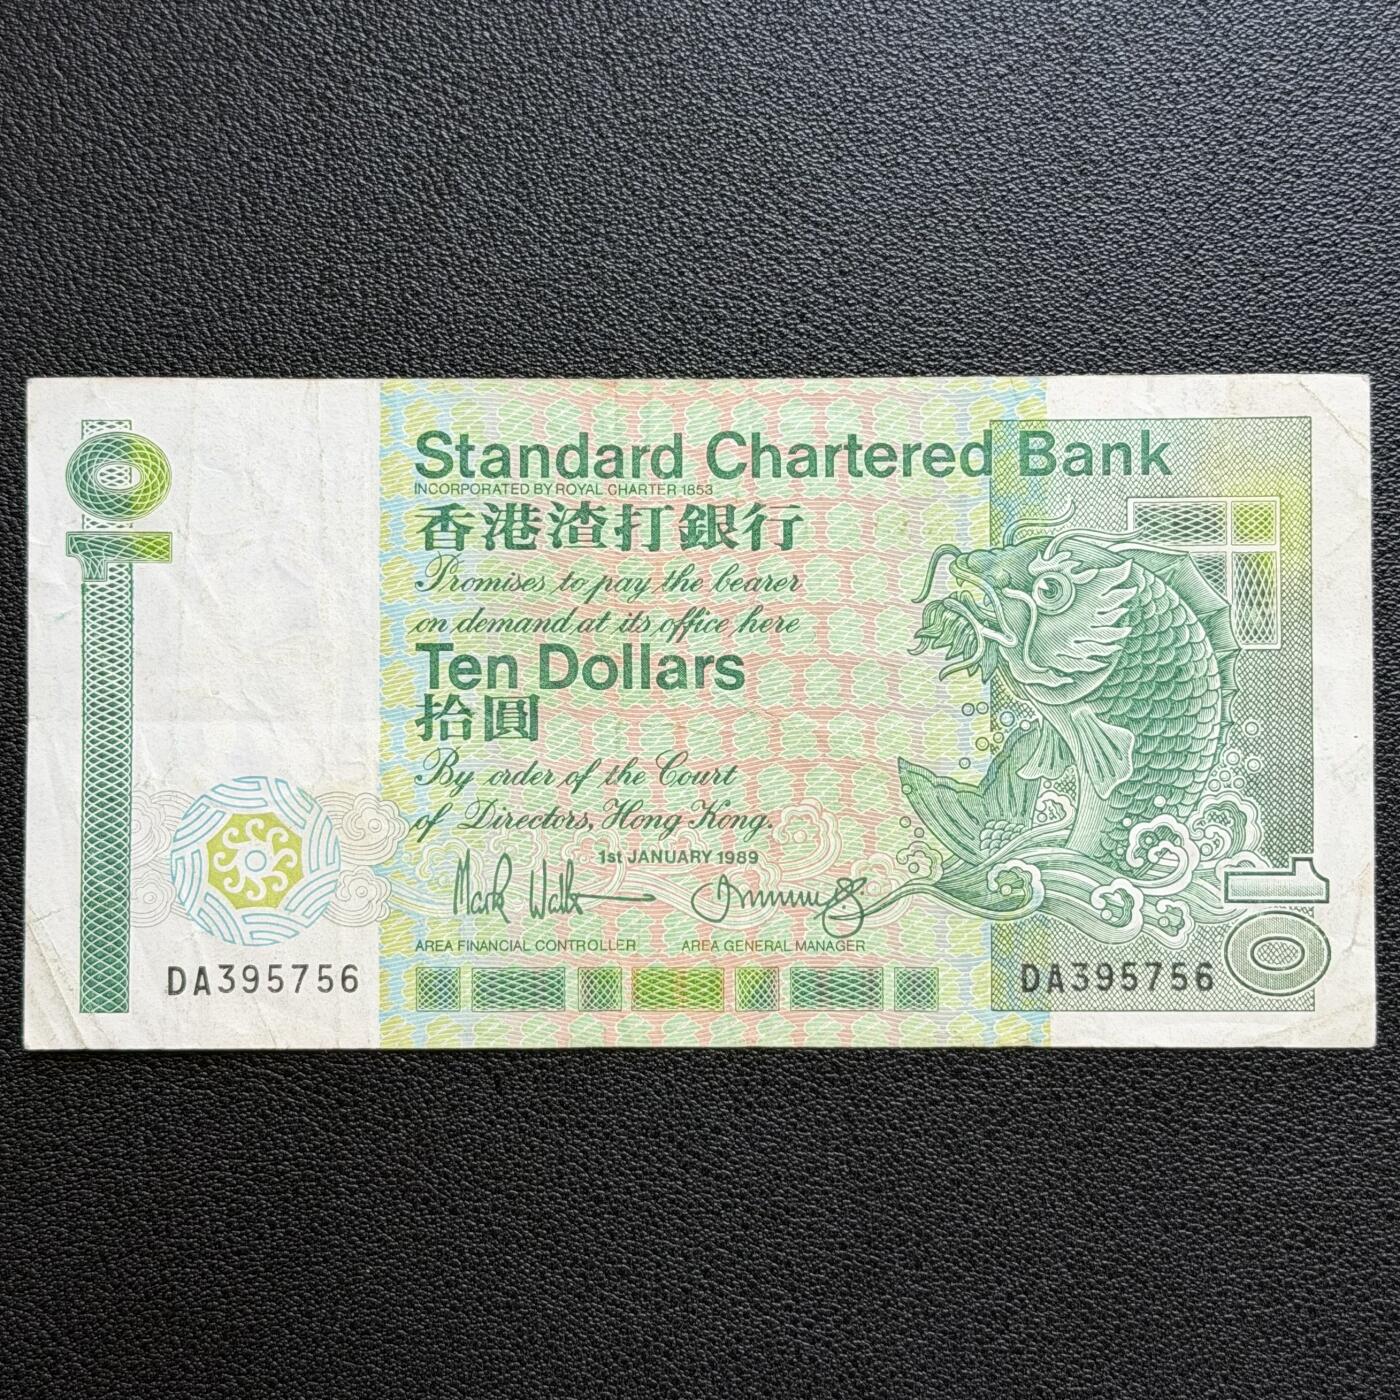 10
Standard Chartered Bank
INCORPORATED BY ROYAL CHARTER 1853
香港渣打銀行
Promises to pay the bearer
on demand at its office here
Ten Dollars
拾圓
By order of the Court
of Directors, Hong Kong.
1st JANUARY 1989
AREA FINANCIAL CONTROLLER AREA GENERAL MANAGER
DA395756 DA395756
10